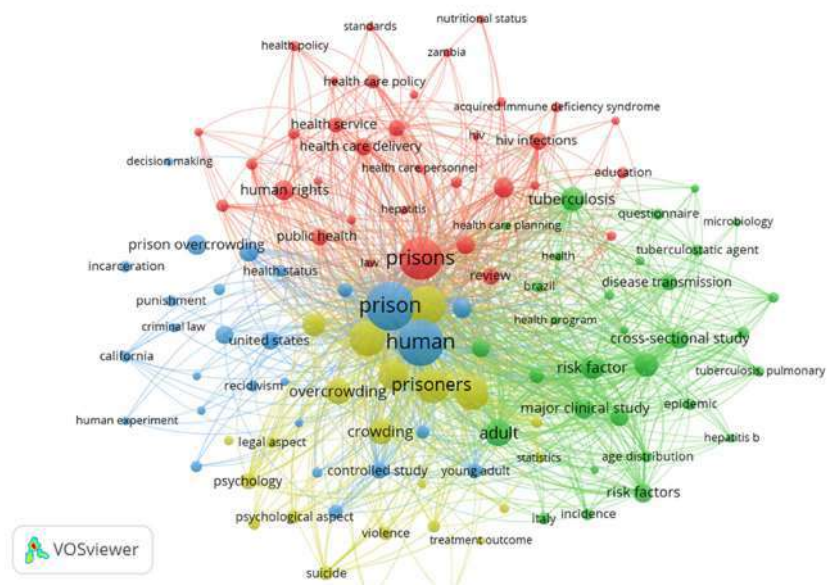 nutritional status
standards
health policy
zambia
health care policy
acquired immune deficiency syndrome
health service
hiv
hiv infections
health care delivery
decision making
health care personnel
education
human rights
tuberculosis
hepatitis
questionnaire
microbiology
health care planning
public health
prison overcrowding
tuberculostatic agent
prisons
law
health
incarceration
health status
review
disease transmission
brazil
punishment
prison
health program
criminal law
united states
human
cross-sectional study
california
risk factor
tuberculosis, pulmonary
recidivism
prisoners
overcrowding
epidemic
major clinical study
human experiment
crowding
adult
hepatitis b
legal aspect
statistics
age distribution
controlled study
young adult
psychology
risk factors
psychological aspect
italy
incidence
violence
treatment outcome
VOSviewer
suicide